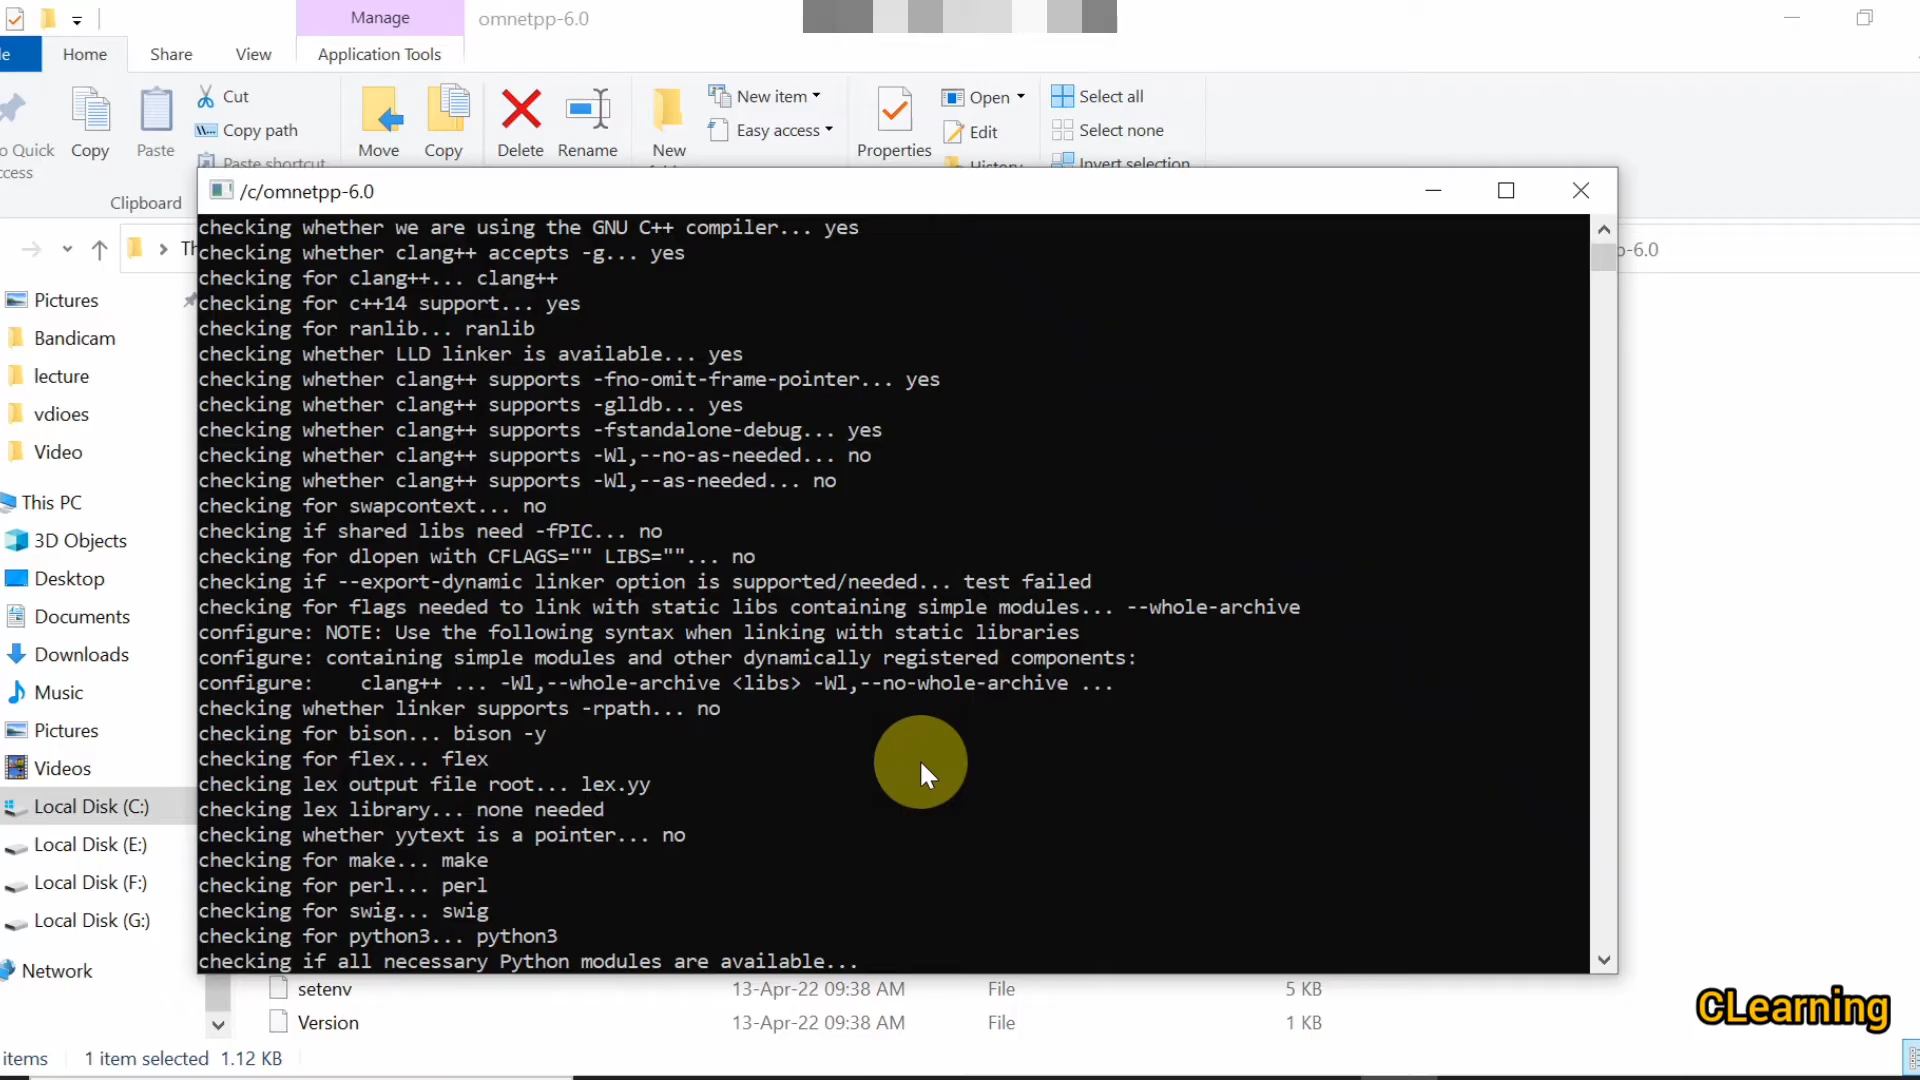 Manage
omnetpp-6.0
Home
Share
View
Application Tools
Cut
Copy path
Paste shortcut
New item
Easy access
Open
Edit
History
Select all
Select none
Invert selection
o Quick
ccess
Copy
Paste
Move
Copy
Delete
Rename
New
Properties
Clipboard
/c/omnetpp-6.0
Th
p-6.0
checking whether we are using the GNU C++ compiler... yes
checking whether clang++ accepts -g... yes
checking for clang++... clang++
checking for c++14 support... yes
checking for ranlib... ranlib
checking whether LLD linker is available... yes
checking whether clang++ supports -fno-omit-frame-pointer... yes
checking whether clang++ supports -glldb... yes
checking whether clang++ supports -fstandalone-debug... yes
checking whether clang++ supports -Wl,--no-as-needed... no
checking whether clang++ supports -Wl,--as-needed... no
checking for swapcontext... no
checking if shared libs need -fPIC... no
checking for dlopen with CFLAGS="" LIBS=""... no
checking if --export-dynamic linker option is supported/needed... test failed
checking for flags needed to link with static libs containing simple modules... --whole-archive
configure: NOTE: Use the following syntax when linking with static libraries
configure: containing simple modules and other dynamically registered components:
configure:    clang++ ... -Wl,--whole-archive <libs> -Wl,--no-whole-archive ...
checking whether linker supports -rpath... no
checking for bison... bison -y
checking for flex... flex
checking lex output file root... lex.yy
checking lex library... none needed
checking whether yytext is a pointer... no
checking for make... make
checking for perl... perl
checking for swig... swig
checking for python3... python3
checking if all necessary Python modules are available...
Pictures
Bandicam
lecture
vdioes
Video
This PC
3D Objects
Desktop
Documents
Downloads
Music
Pictures
Videos
Local Disk (C:)
Local Disk (E:)
Local Disk (F:)
Local Disk (G:)
Network
setenv 13-Apr-22 09:38 AM File 5 KB
Version 13-Apr-22 09:38 AM File 1 KB
CLearning
items 1 item selected 1.12 KB